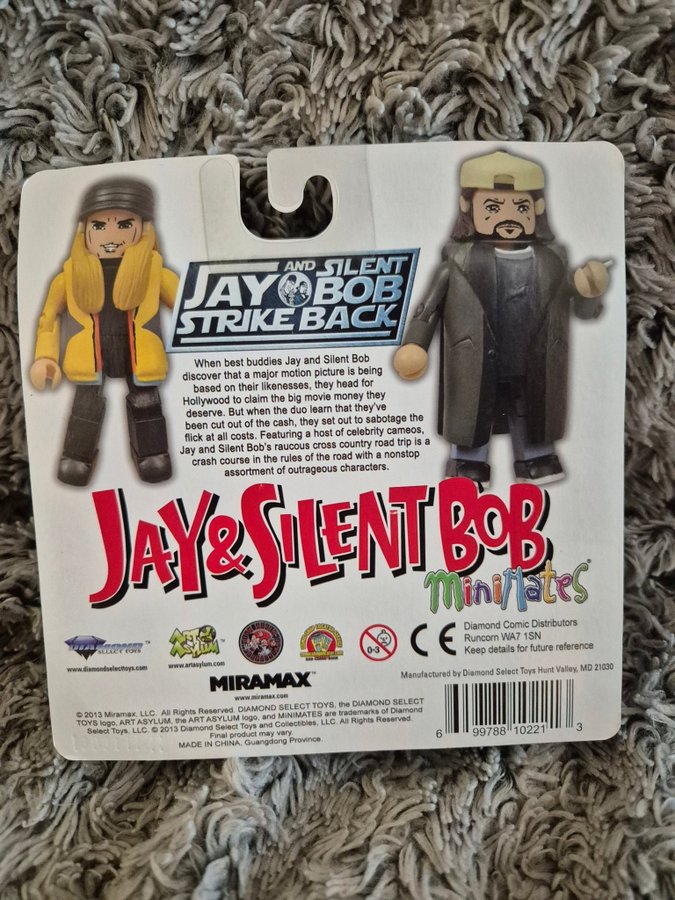 JAY AND SILENT BOB
STRIKE BACK
When best buddies Jay and Silent Bob
discover that a major motion picture is being
based on their likenesses, they head for
Hollywood to claim the big movie money they
deserve. But when the duo learn that they've
been cut out of the cash, they set out to sabotage the
flick at all costs. Featuring a host of celebrity cameos,
Jay and Silent Bob's raucous cross country road trip is a
crash course in the rules of the road with a nonstop
assortment of outrageous characters.
JAY & SILENT BOB
MiniMates®
DIAMOND™
SELECT TOYS
www.diamondselecttoys.com
ART ASYLUM™
www.artasylum.com
0-3
CE
Diamond Comic Distributors
Runcorn WA7 1SN
Keep details for future reference
MIRAMAX™
www.miramax.com
Manufactured by Diamond Select Toys Hunt Valley, MD 21030
© 2013 Miramax, LLC. All Rights Reserved. DIAMOND SELECT TOYS, the DIAMOND SELECT
TOYS logo, ART ASYLUM, the ART ASYLUM logo, and MINIMATES are trademarks of Diamond
Select Toys, LLC. © 2013 Diamond Select Toys and Collectibles, LLC. All Rights Reserved.
Final product may vary.
MADE IN CHINA, Guangdong Province.
6 99788 10221 3